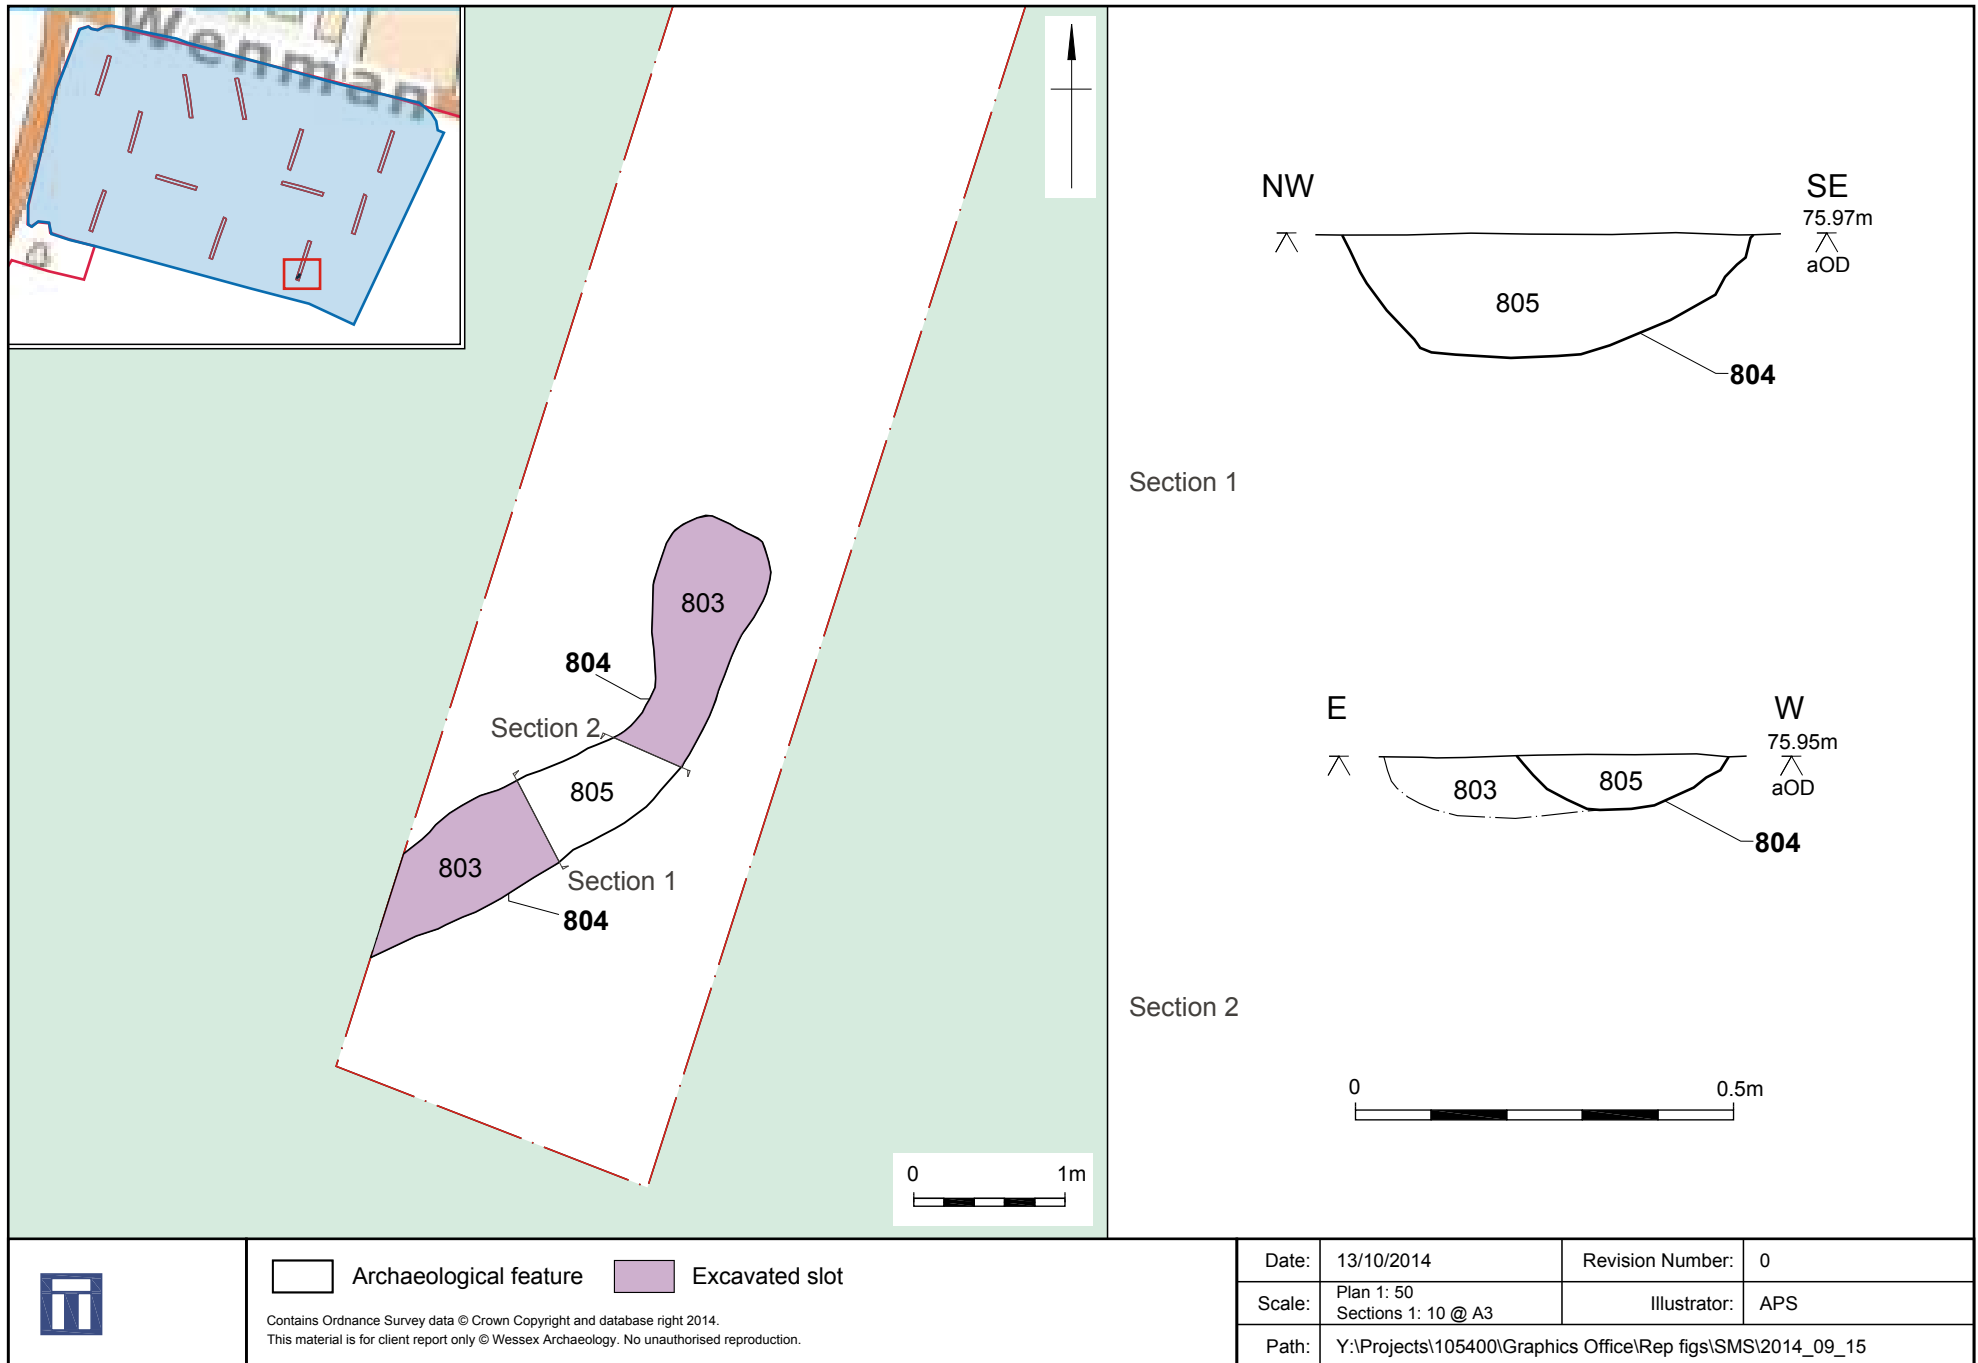 Wenman
803
804
Section 2
805
803
Section 1
804
0 1m
NW SE
75.97m
aOD
805
804
Section 1
E W
75.95m
aOD
803 805
804
Section 2
0 0.5m
Archaeological feature
Excavated slot
Contains Ordnance Survey data © Crown Copyright and database right 2014.
This material is for client report only © Wessex Archaeology. No unauthorised reproduction.
Date: 13/10/2014 Revision Number: 0
Scale: Plan 1: 50
Sections 1: 10 @ A3
Illustrator: APS
Path: Y:\Projects\105400\Graphics Office\Rep figs\SMS\2014_09_15